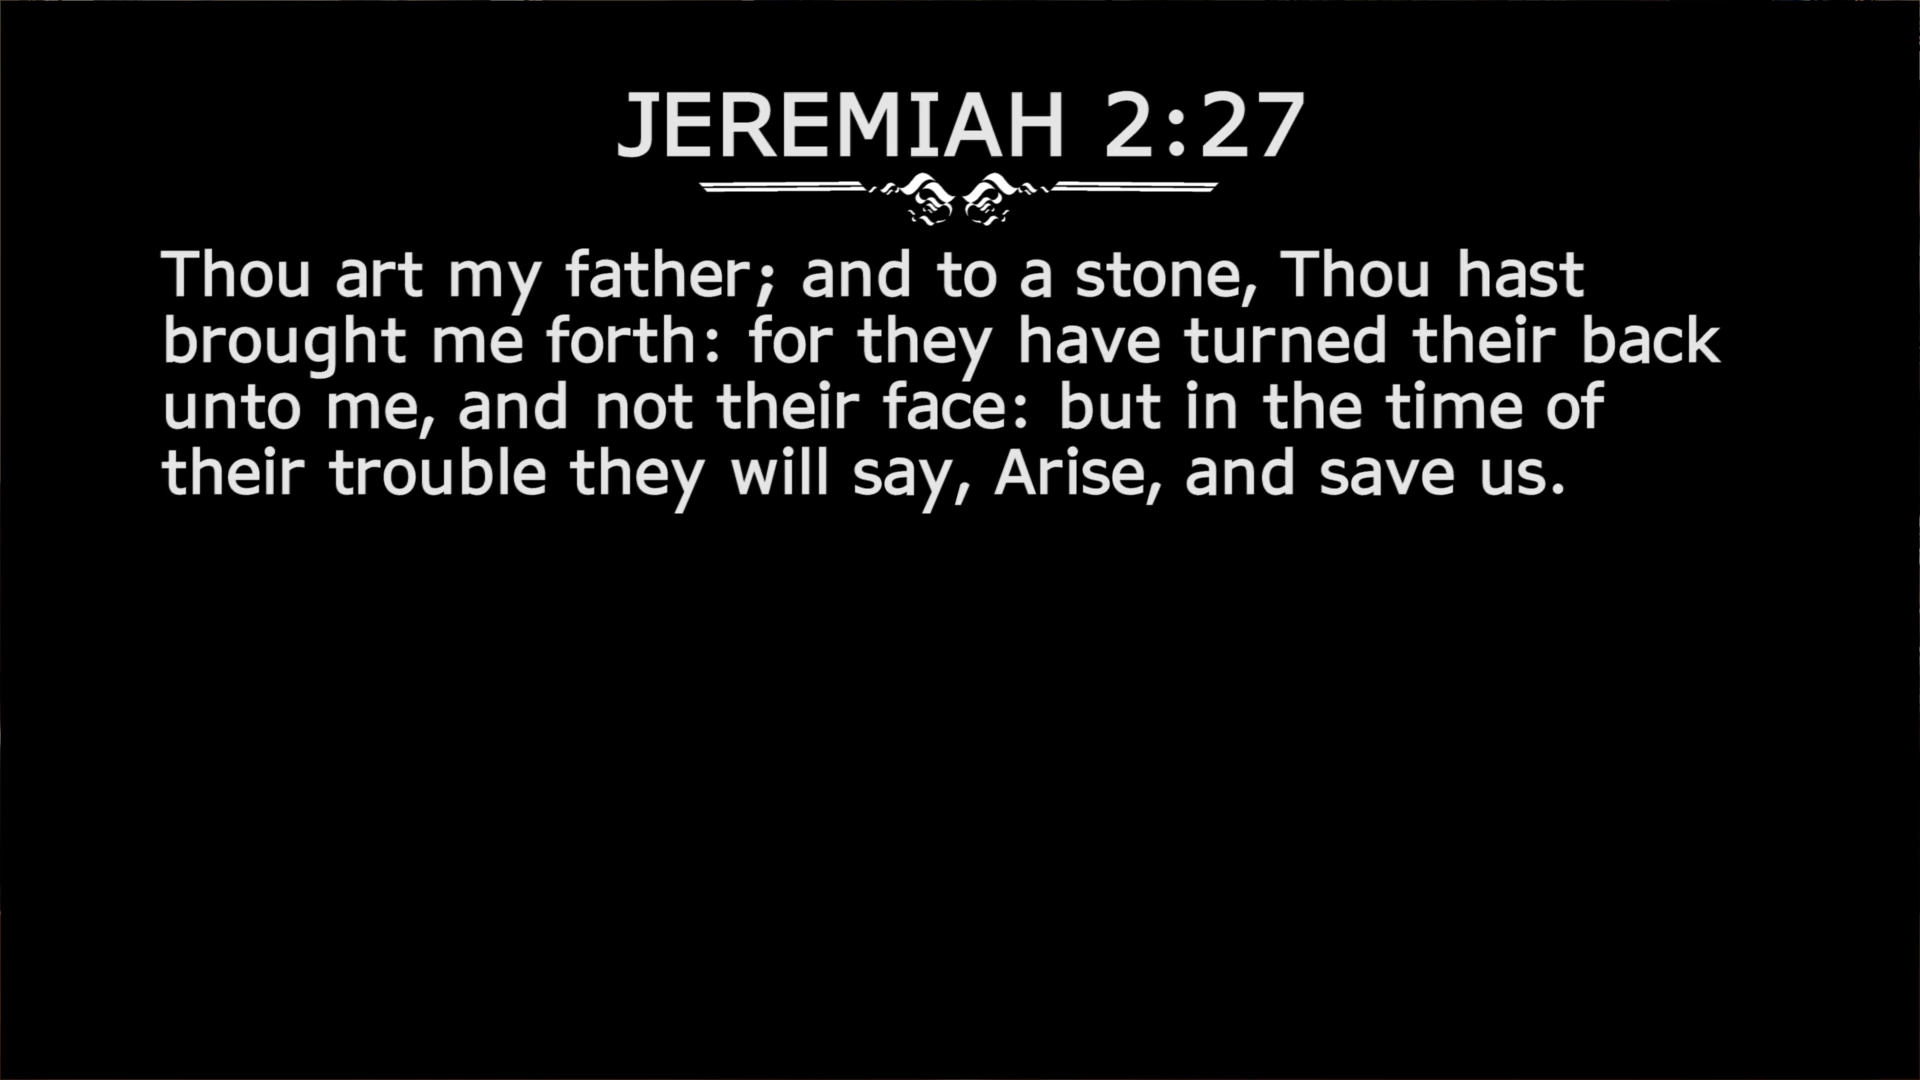 JEREMIAH 2:27
Thou art my father; and to a stone, Thou hast
brought me forth: for they have turned their back
unto me, and not their face: but in the time of
their trouble they will say, Arise, and save us.